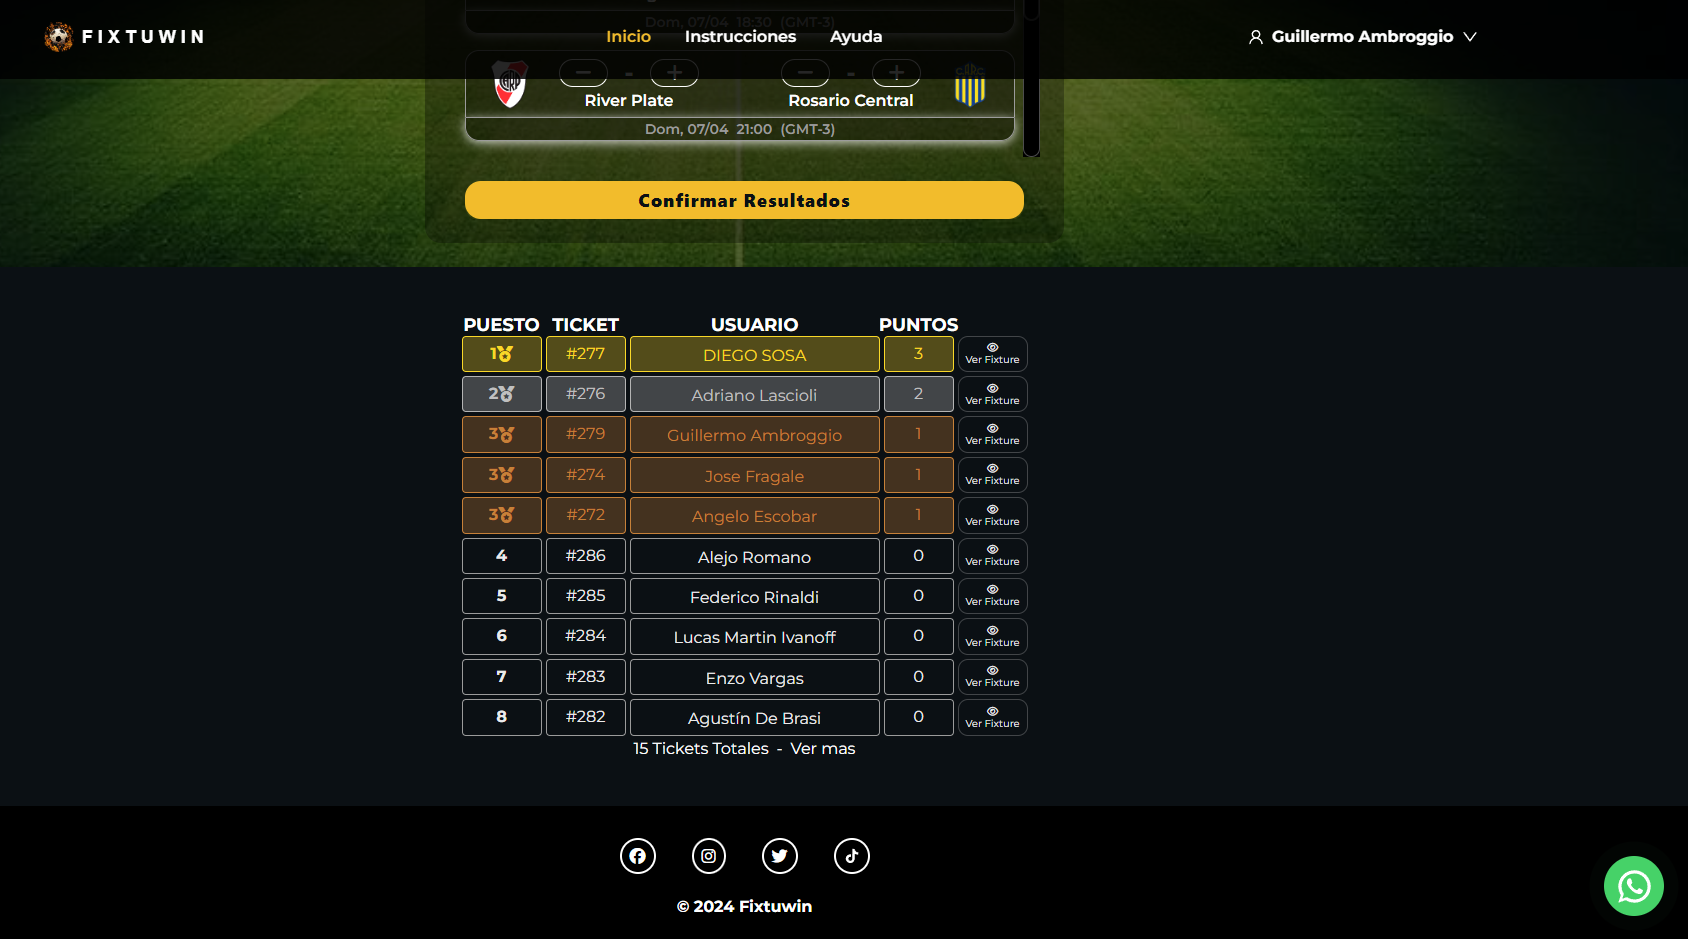 Dom, 07/04 18:30 (GMT-3)
FIXTUWIN
Inicio
Instrucciones
Ayuda
Guillermo Ambroggio
- - +
- - +
River Plate
Rosario Central
Dom, 07/04 21:00 (GMT-3)
Confirmar Resultados
PUESTO TICKET USUARIO PUNTOS
1 #277 DIEGO SOSA 3 Ver Fixture
2 #276 Adriano Lascioli 2 Ver Fixture
3 #279 Guillermo Ambroggio 1 Ver Fixture
3 #274 Jose Fragale 1 Ver Fixture
3 #272 Angelo Escobar 1 Ver Fixture
4 #286 Alejo Romano 0 Ver Fixture
5 #285 Federico Rinaldi 0 Ver Fixture
6 #284 Lucas Martin Ivanoff 0 Ver Fixture
7 #283 Enzo Vargas 0 Ver Fixture
8 #282 Agustín De Brasi 0 Ver Fixture
15 Tickets Totales - Ver mas
© 2024 Fixtuwin